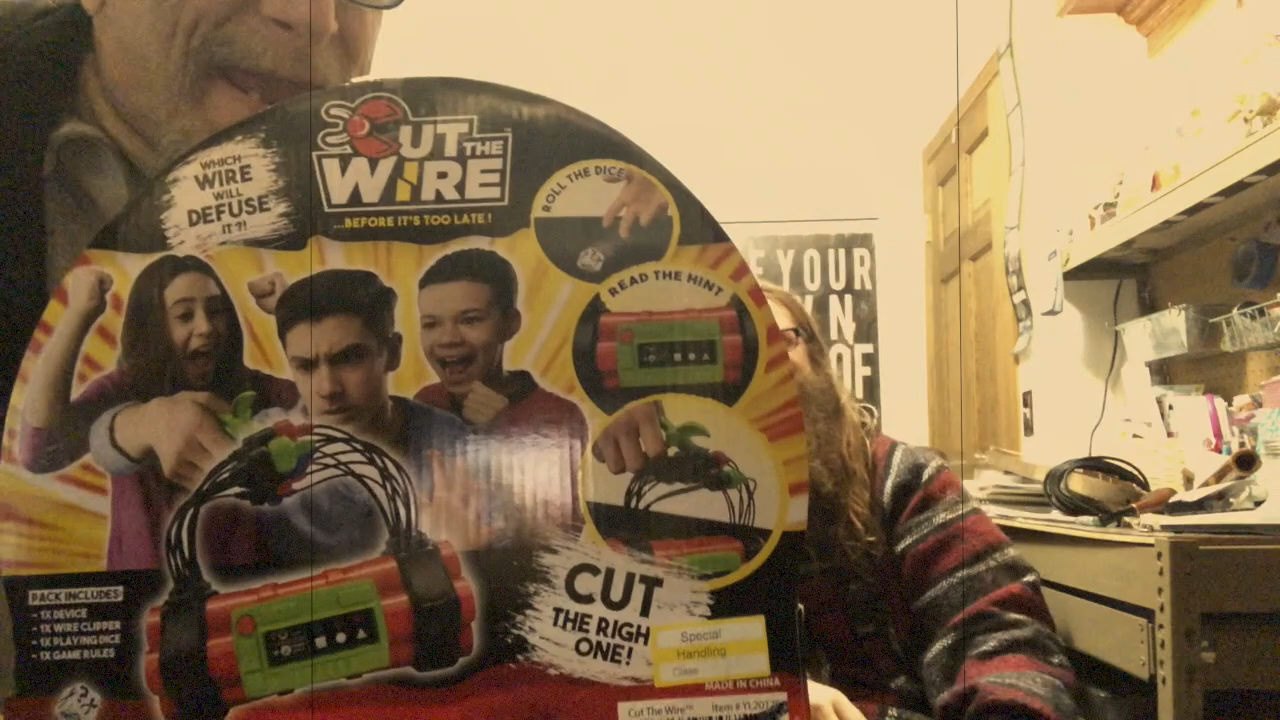 CUT THE
WIRE
...BEFORE IT'S TOO LATE!
WHICH
WIRE
WILL
DEFUSE
IT?!
ROLL THE DICE
READ THE HINT
CUT
THE RIGH
ONE!
PACK INCLUDES:
- 1X DEVICE
- 1X WIRE CLIPPER
- 1X PLAYING DICE
- 1X GAME RULES
Special
Handling
MADE IN CHINA
Cut The Wire™ Item # YL2017
E YOUR
N
OF